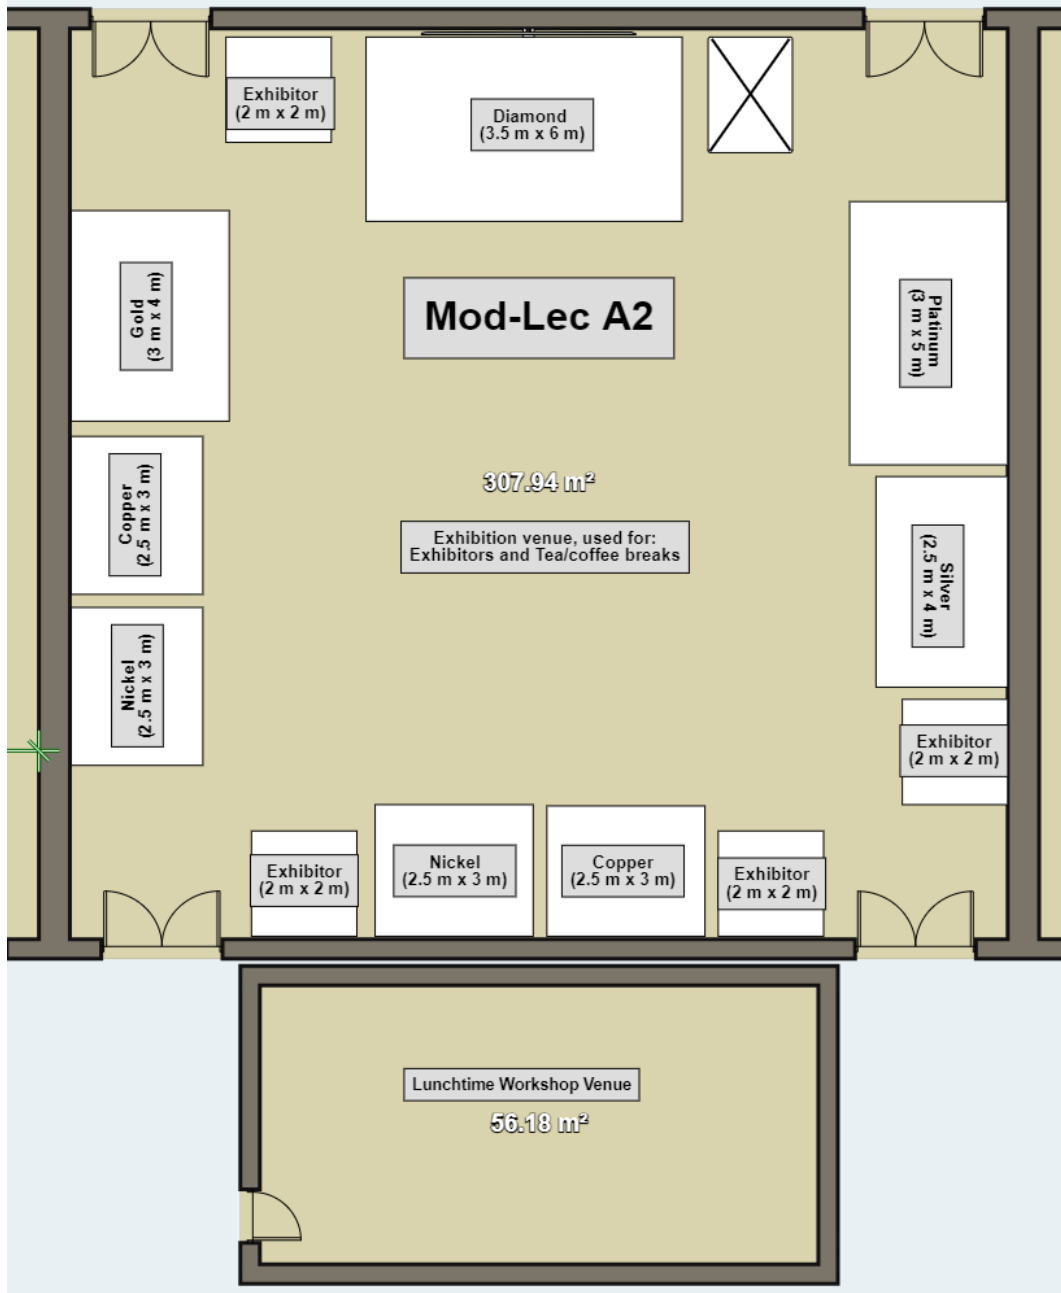 Exhibitor
(2 m x 2 m)
Diamond
(3.5 m x 6 m)
Gold
(3 m x 4 m)
Mod-Lec A2
Platinum
(3 m x 5 m)
Copper
(2.5 m x 3 m)
307.94 m²
Exhibition venue, used for:
Exhibitors and Tea/coffee breaks
Silver
(2.5 m x 4 m)
Nickel
(2.5 m x 3 m)
Exhibitor
(2 m x 2 m)
Exhibitor
(2 m x 2 m)
Nickel
(2.5 m x 3 m)
Copper
(2.5 m x 3 m)
Exhibitor
(2 m x 2 m)
Lunchtime Workshop Venue
56.18 m²